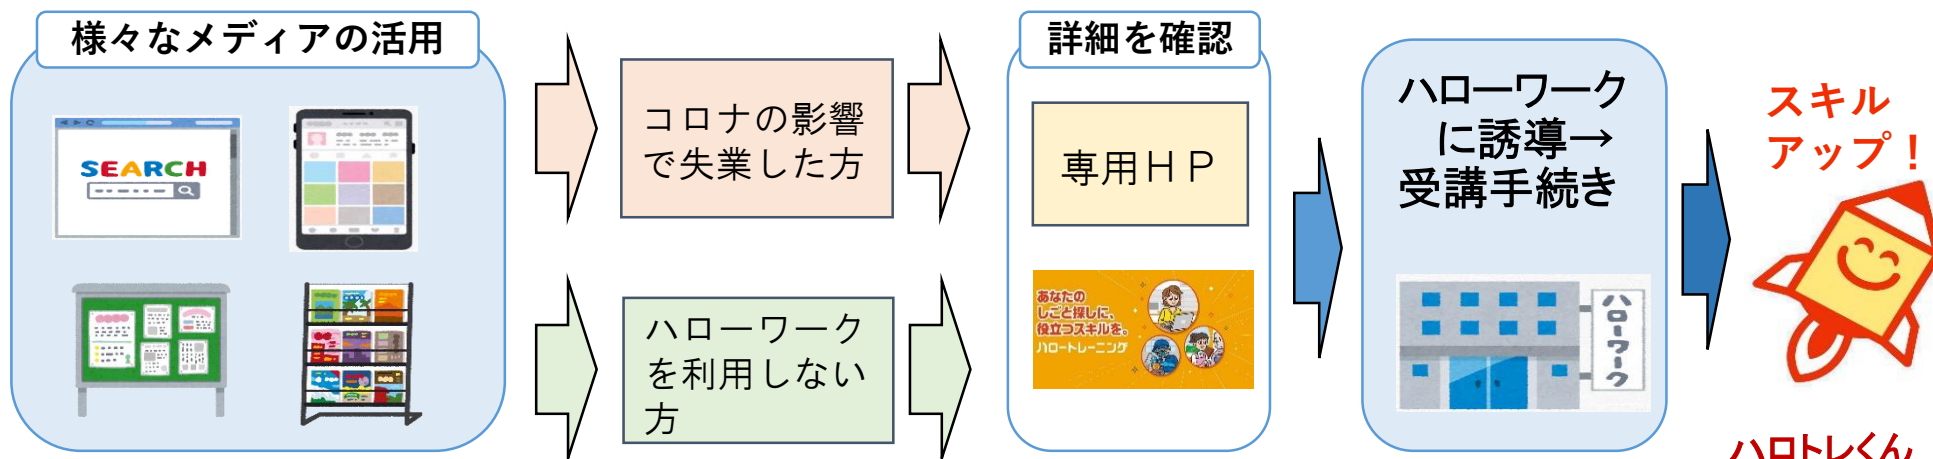 様々なメディアの活用
SEARCH
コロナの影響
で失業した方
ハローワーク
を利用しない
方
詳細を確認
専用ＨＰ
あなたの
しごと探しに、
役立つスキルを。
ハロートレーニング
ハローワーク
に誘導→
受講手続き
ハローワーク
スキル
アップ！
ハロトレくん